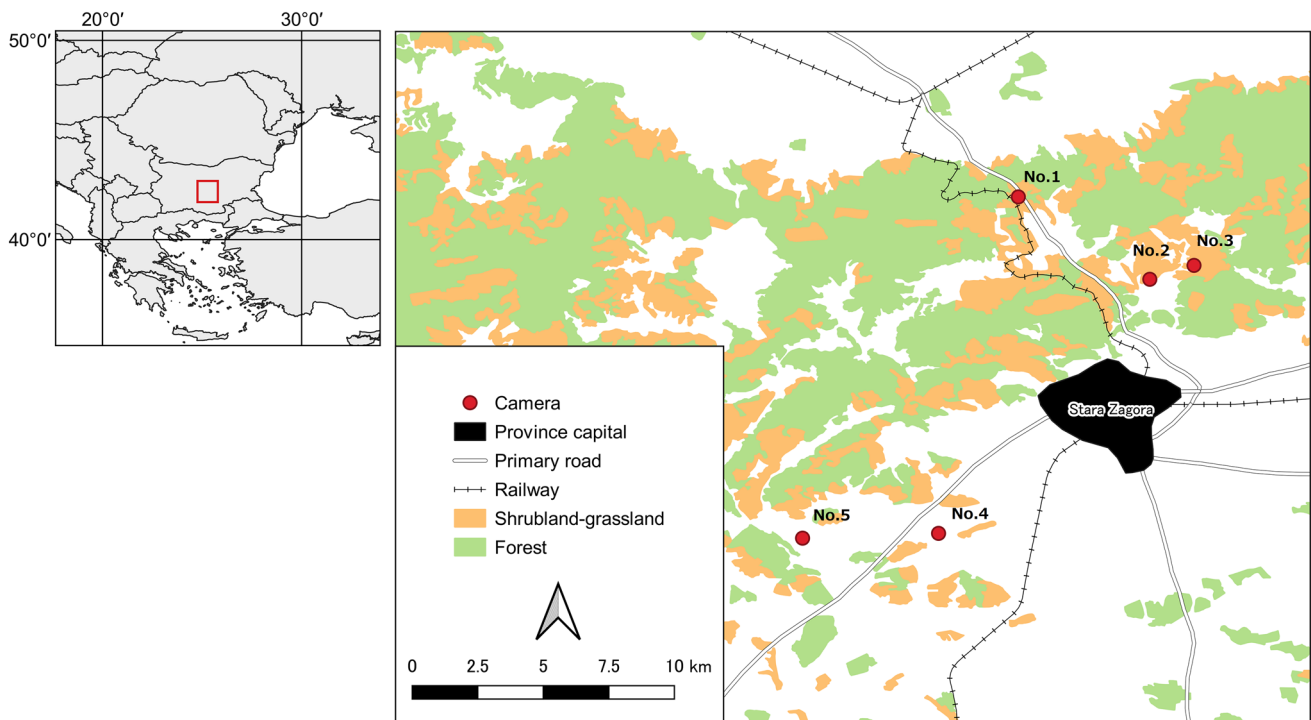 20°0′ 30°0′
50°0′
40°0′
No.1
No.2
No.3
Stara Zagora
No.4
No.5
Camera
Province capital
Primary road
Railway
Shrubland-grassland
Forest
0 2.5 5 7.5 10 km